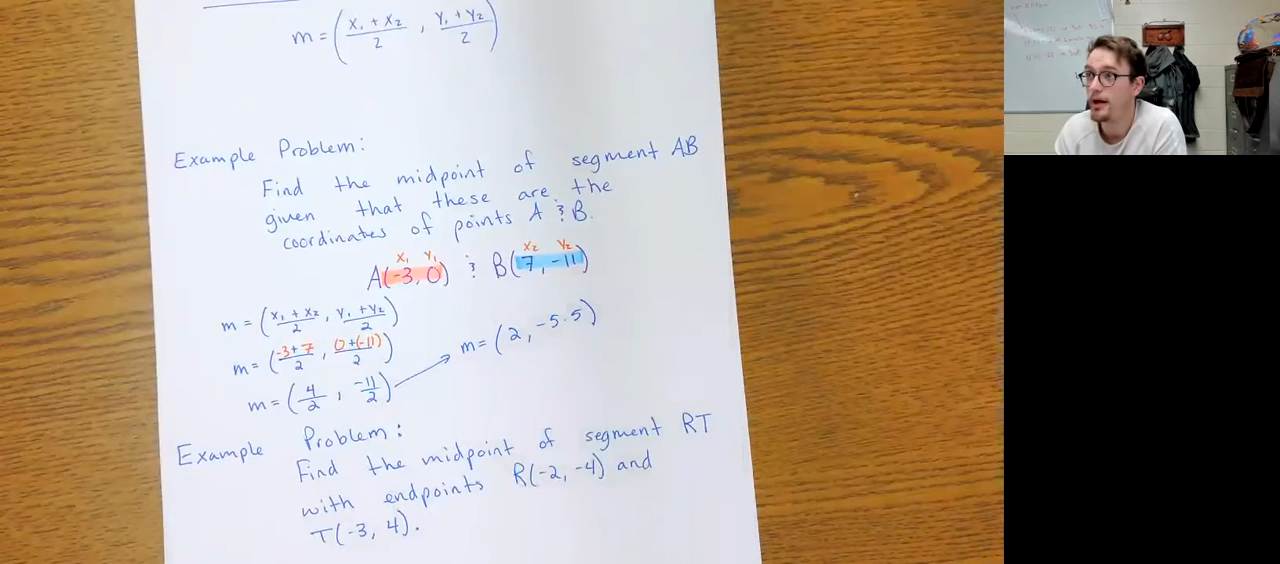 m = (x₁ + x₂ / 2 , y₁ + y₂ / 2)
Example Problem:
Find the midpoint of segment AB
given that these are the
coordinates of points A & B.
x₁ y₁ x₂ y₂
A(-3, 0) & B(7, -11)
m = (x₁ + x₂ / 2 , y₁ + y₂ / 2)
m = (-3+7 / 2 , 0+(-11) / 2)
m = (4/2 , -11/2)
m = (2, -5.5)
Example Problem:
Find the midpoint of segment RT
with endpoints R(-2, -4) and
T(-3, 4).